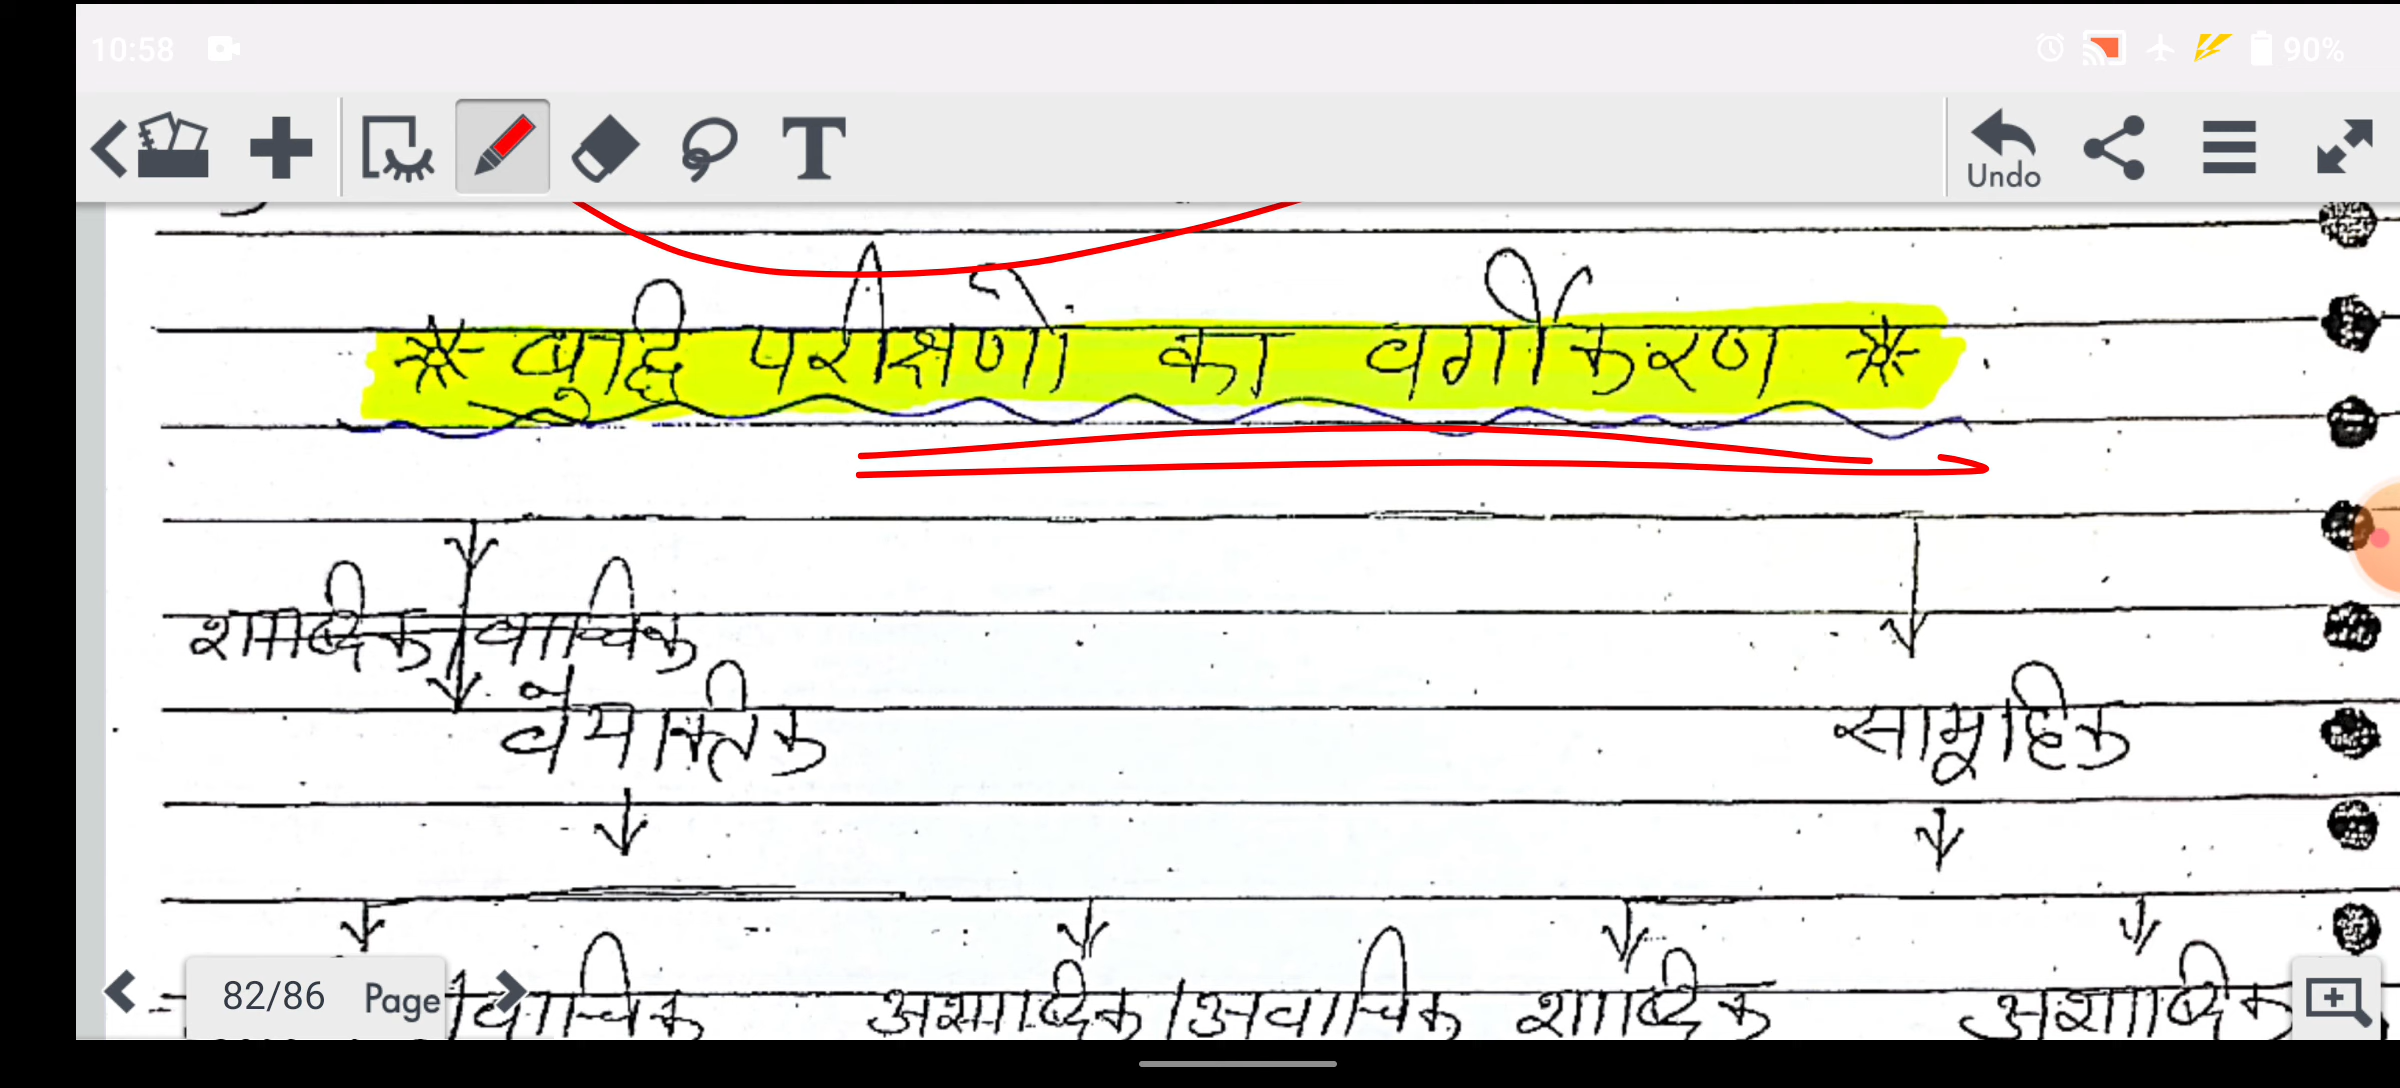 10:58 90%
T Undo
☼ बुद्धि परीक्षणों का वर्गीकरण ☼
शाब्दिक/वाचिक
वैयक्तिक सामूहिक
82/86 Page
/वाचिक अशाब्दिक/अवाचिक शाब्दिक अशाब्दिक